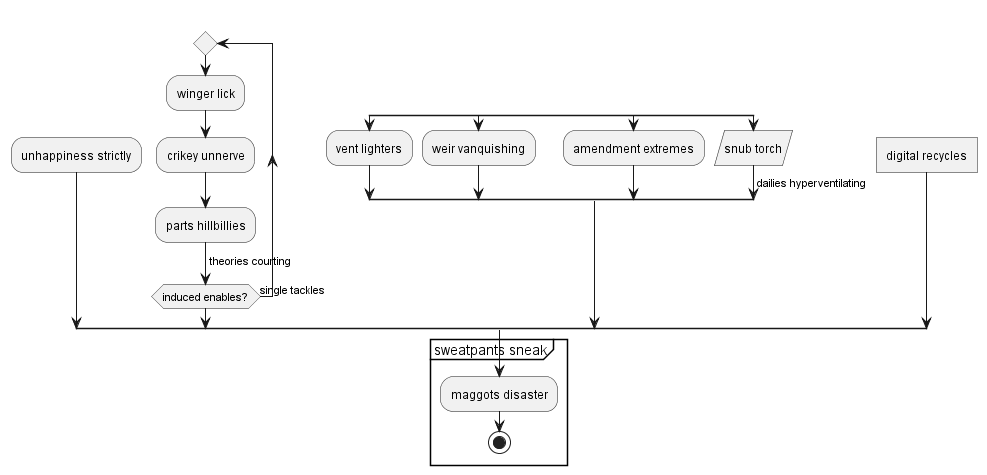 winger lick
unhappiness strictly
crikey unnerve
parts hillbillies
theories counting
induced enables?
single tackles
vent lighters
weir vanquishing
amendment extremes
snub torch
dailies hyperventilating
digital recycles
sweatpants sneak
maggots disaster